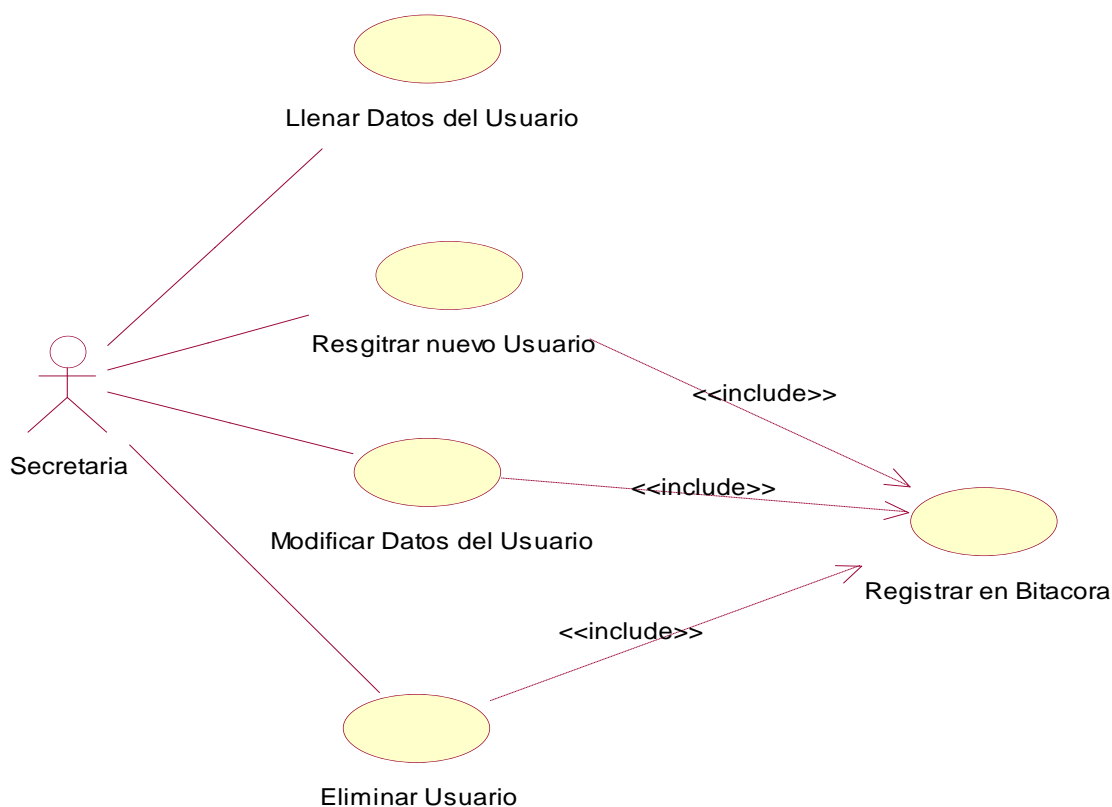 Llenar Datos del Usuario
Resgitrar nuevo Usuario
<<include>>
Secretaria
<<include>>
Modificar Datos del Usuario
Registrar en Bitacora
<<include>>
Eliminar Usuario